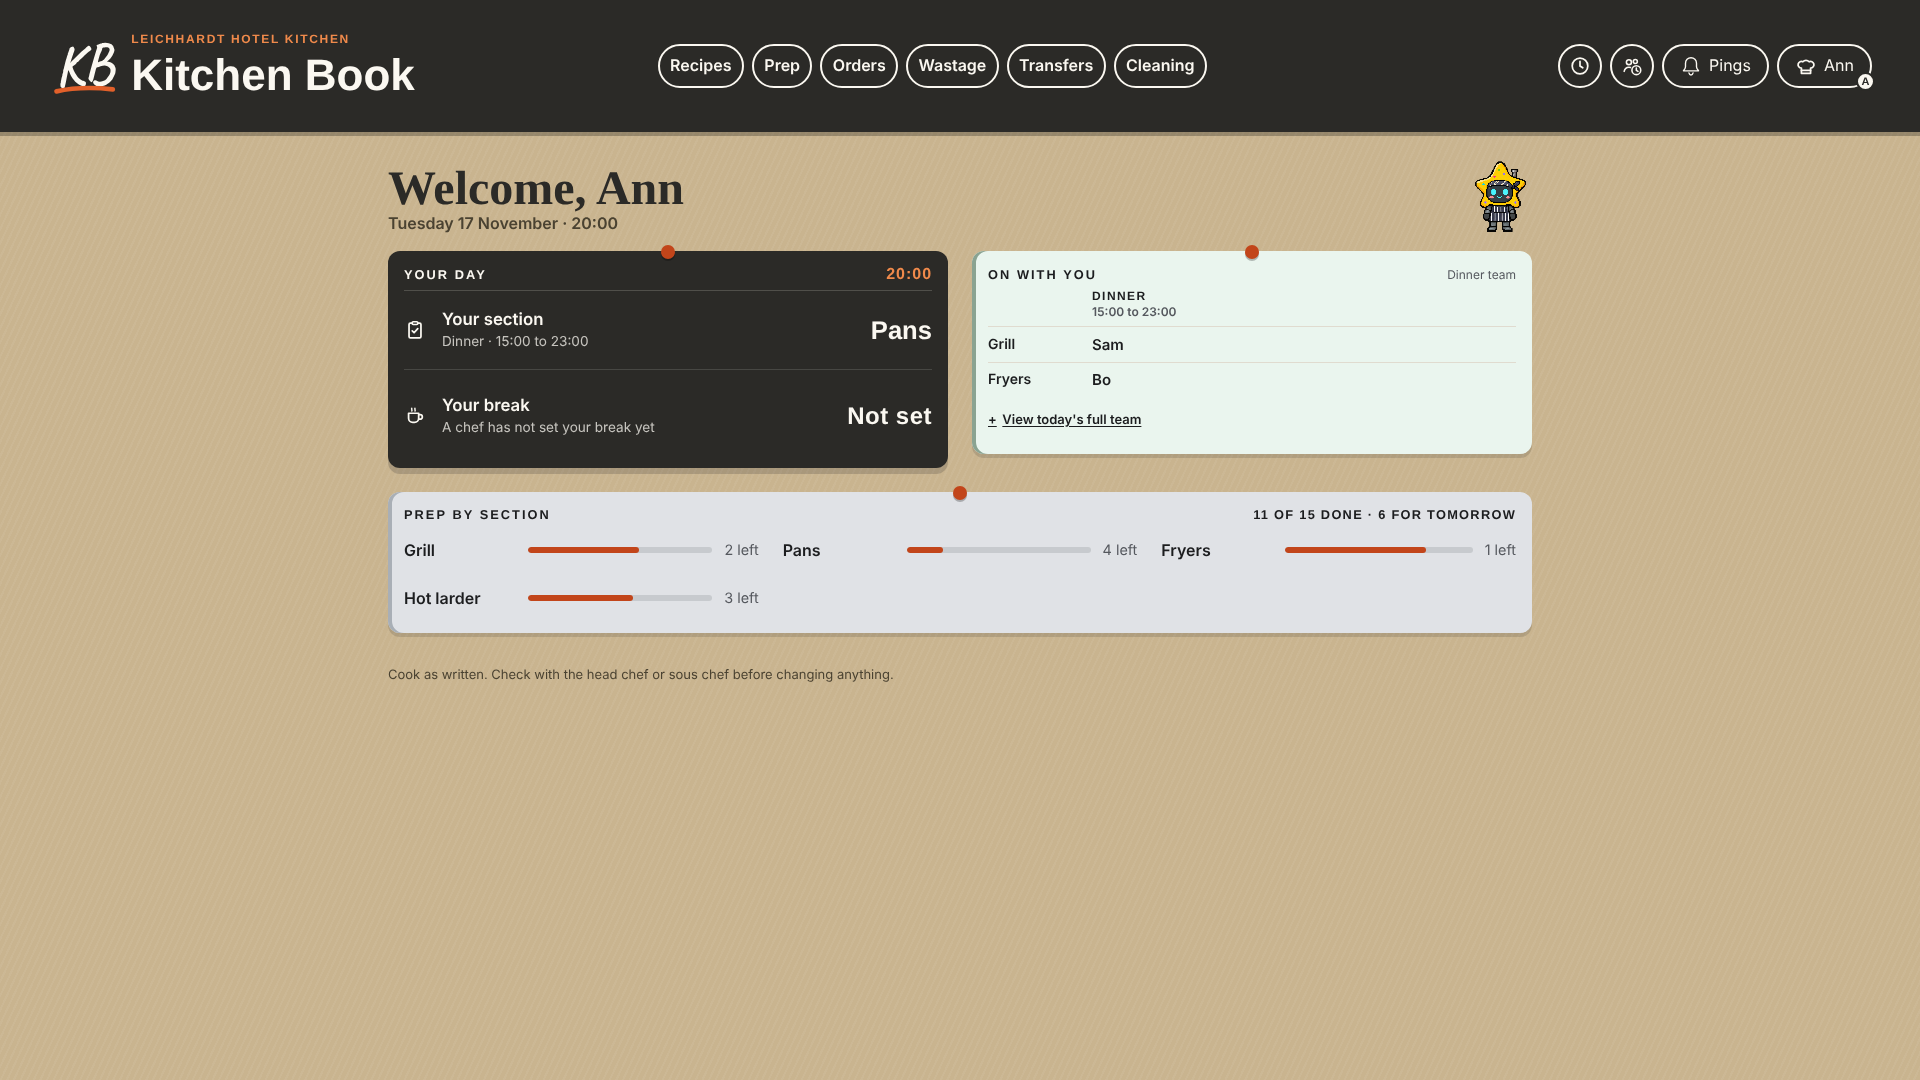 KB
LEICHHARDT HOTEL KITCHEN
Kitchen Book
Recipes
Prep
Orders
Wastage
Transfers
Cleaning
Pings
Ann
A
Welcome, Ann
Tuesday 17 November · 20:00
YOUR DAY
20:00
Your section
Dinner · 15:00 to 23:00
Pans
Your break
A chef has not set your break yet
Not set
ON WITH YOU
Dinner team
DINNER
15:00 to 23:00
Grill Sam
Fryers Bo
+ View today's full team
PREP BY SECTION
11 OF 15 DONE · 6 FOR TOMORROW
Grill 2 left
Pans 4 left
Fryers 1 left
Hot larder 3 left
Cook as written. Check with the head chef or sous chef before changing anything.